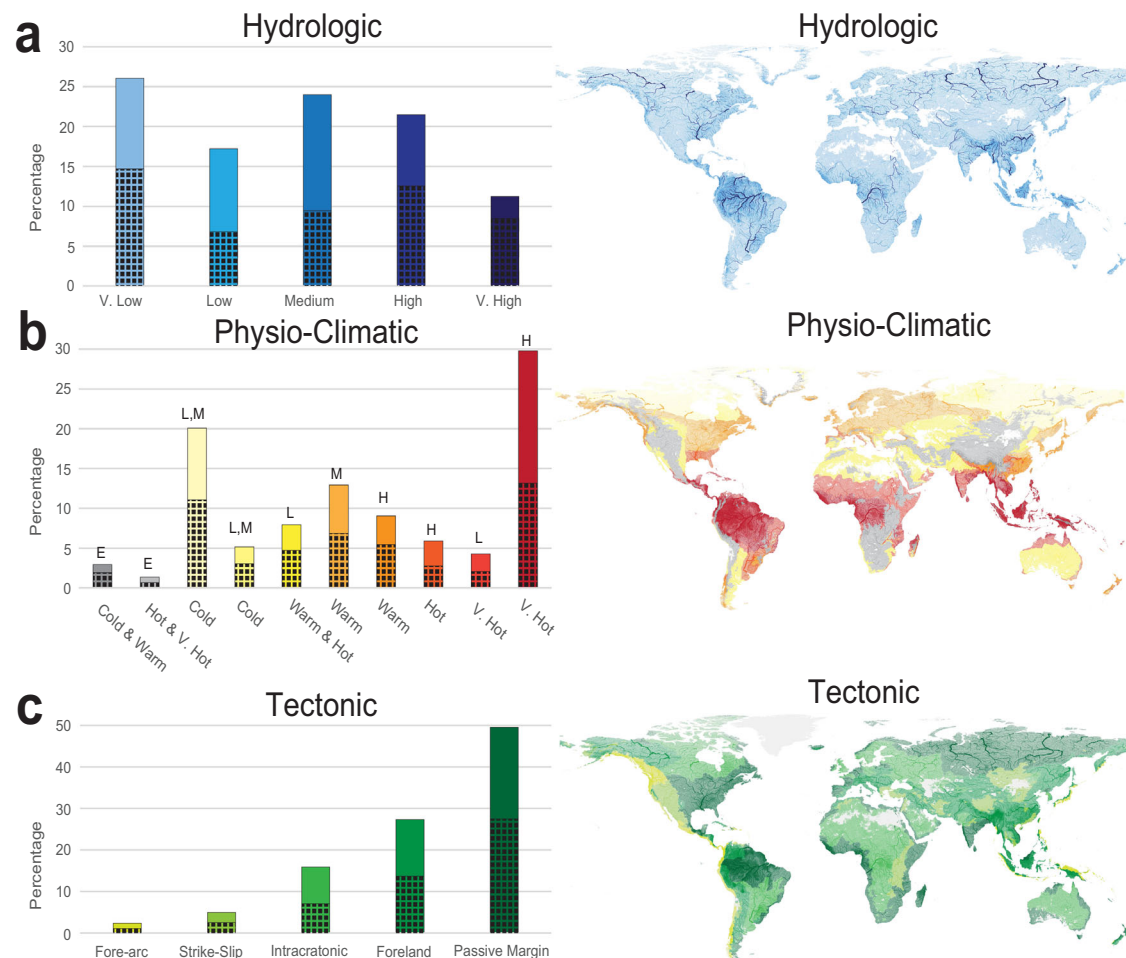 a
Hydrologic
Hydrologic
30
25
20
15
10
5
0
Percentage
V. Low
Low
Medium
High
V. High
b
Physio-Climatic
Physio-Climatic
30
25
20
15
10
5
0
E
E
L,M
L,M
L
M
H
H
L
H
Percentage
Cold & Warm
Hot & V. Hot
Cold
Cold
Warm & Hot
Warm
Warm
Hot
V. Hot
V. Hot
c
Tectonic
Tectonic
50
40
30
20
10
0
Percentage
Fore-arc
Strike-Slip
Intracratonic
Foreland
Passive Margin